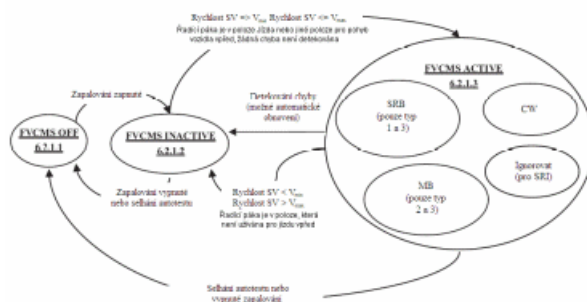 Rychlost SV => Vmin Rychlost SV <= Vmin
Řadicí páka je v poloze Jízda nebo jiné poloze pro pohyb
vozidla vpřed, žádná chyba není detekována
FVCMS ACTIVE
6.2.1.3
Zapalování zapnuté
Detekování chyby
(možné automatické
obnovení)
SRB
(pouze typ
1 a 3)
CW
FVCMS OFF
6.2.1.1
FVCMS INACTIVE
6.2.1.2
Ignorovat
(pro SRI)
Zapalování vypnuté
nebo selhání autotestu
Rychlost SV < Vmin
Rychlost SV > Vmin
Řadicí páka je v poloze, která
není užívána pro jízdu vpřed
MB
(pouze typ
2 a 3)
Selhání autotestu nebo
vypnuté zapalování